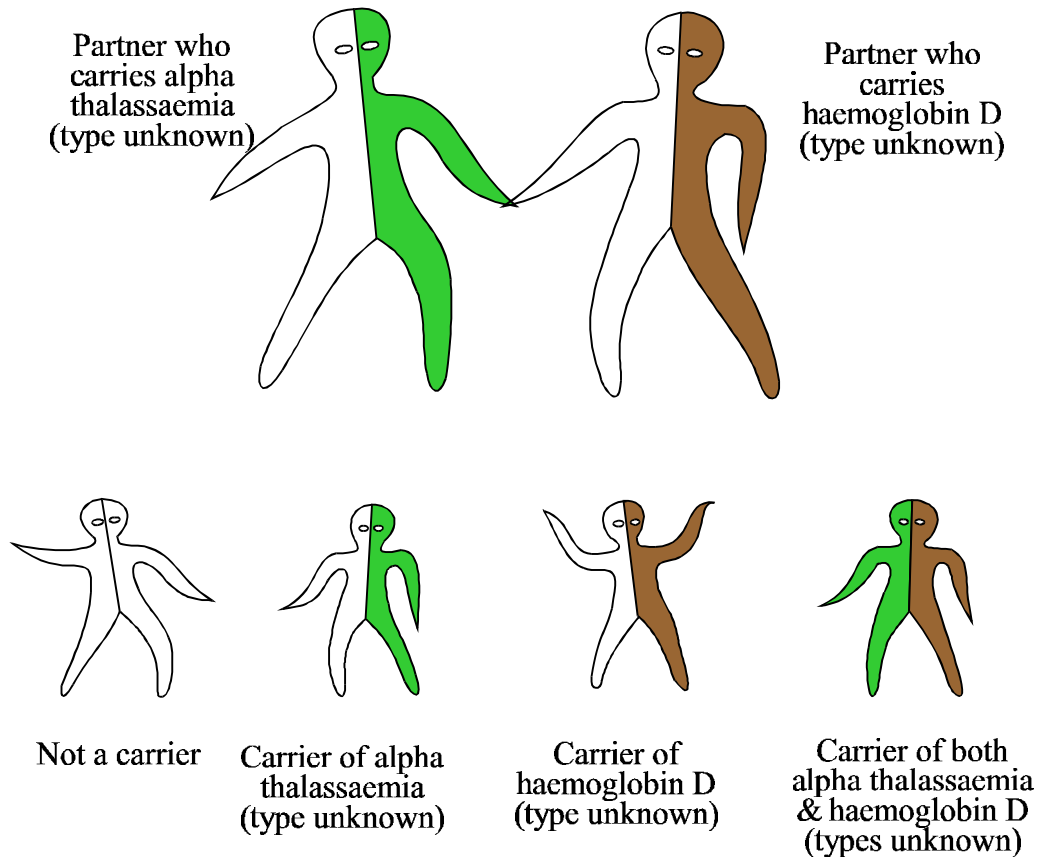 Partner who
carries alpha
thalassaemia
(type unknown)
Partner who
carries
haemoglobin D
(type unknown)
Not a carrier
Carrier of alpha
thalassaemia
(type unknown)
Carrier of
haemoglobin D
(type unknown)
Carrier of both
alpha thalassaemia
& haemoglobin D
(types unknown)